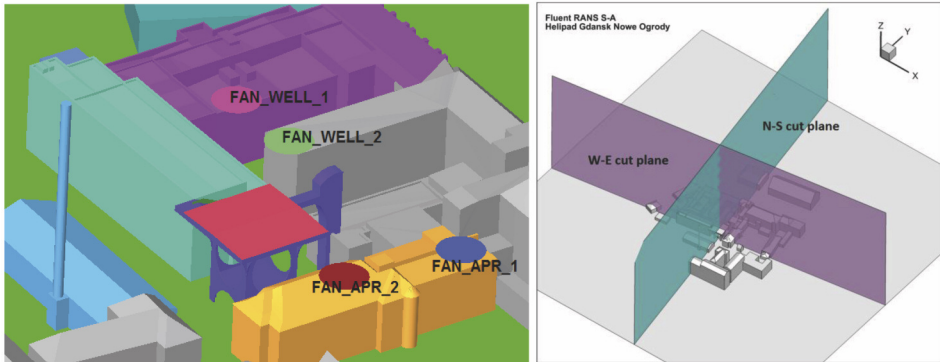 FAN_WELL_1
FAN_WELL_2
FAN_APR_1
FAN_APR_2
Fluent RANS S-A
Helipad Gdansk Nowe Ogrody
Z
Y
X
N-S cut plane
W-E cut plane